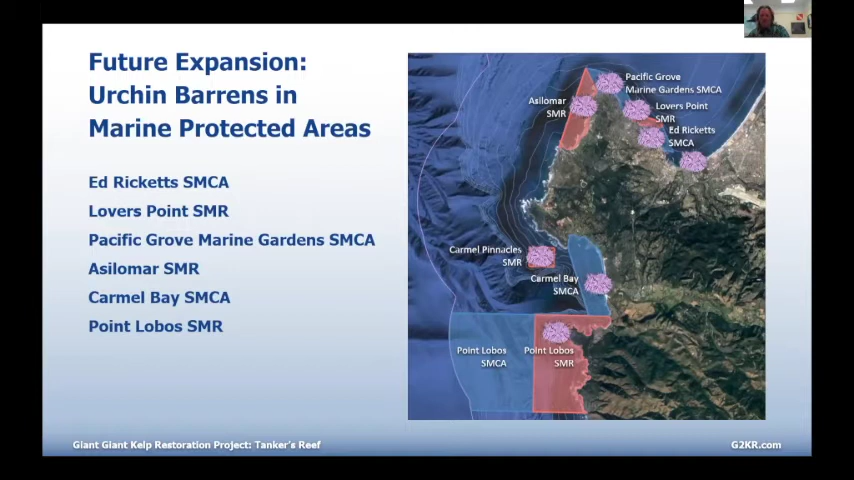 Future Expansion:
Urchin Barrens in
Marine Protected Areas
Ed Ricketts SMCA
Lovers Point SMR
Pacific Grove Marine Gardens SMCA
Asilomar SMR
Carmel Bay SMCA
Point Lobos SMR
Pacific Grove
Marine Gardens SMCA
Asilomar
SMR
Lovers Point
SMR
Ed Ricketts
SMCA
Carmel Pinnacles
SMR
Carmel Bay
SMCA
Point Lobos
SMCA
Point Lobos
SMR
Giant Giant Kelp Restoration Project: Tanker's Reef
G2KR.com